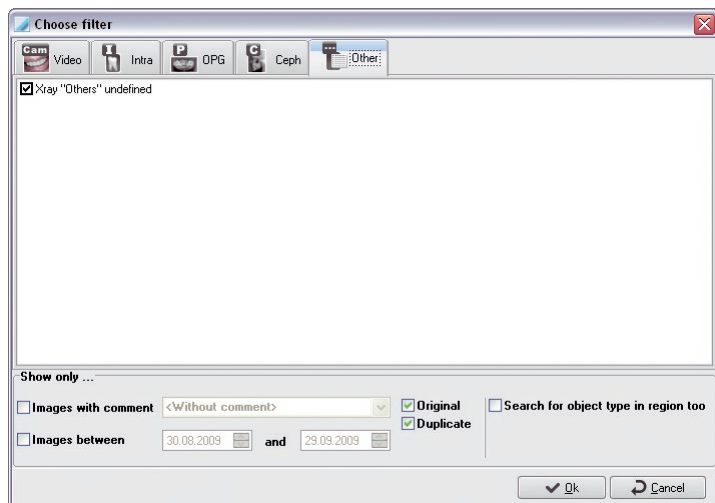 Choose filter
Cam Video I Intra P OPG C Ceph Other
Xray "Others" undefined
Show only ...
Images with comment <Without comment> Original Search for object type in region too
Duplicate
Images between 30.08.2009 and 29.09.2009
Ok Cancel